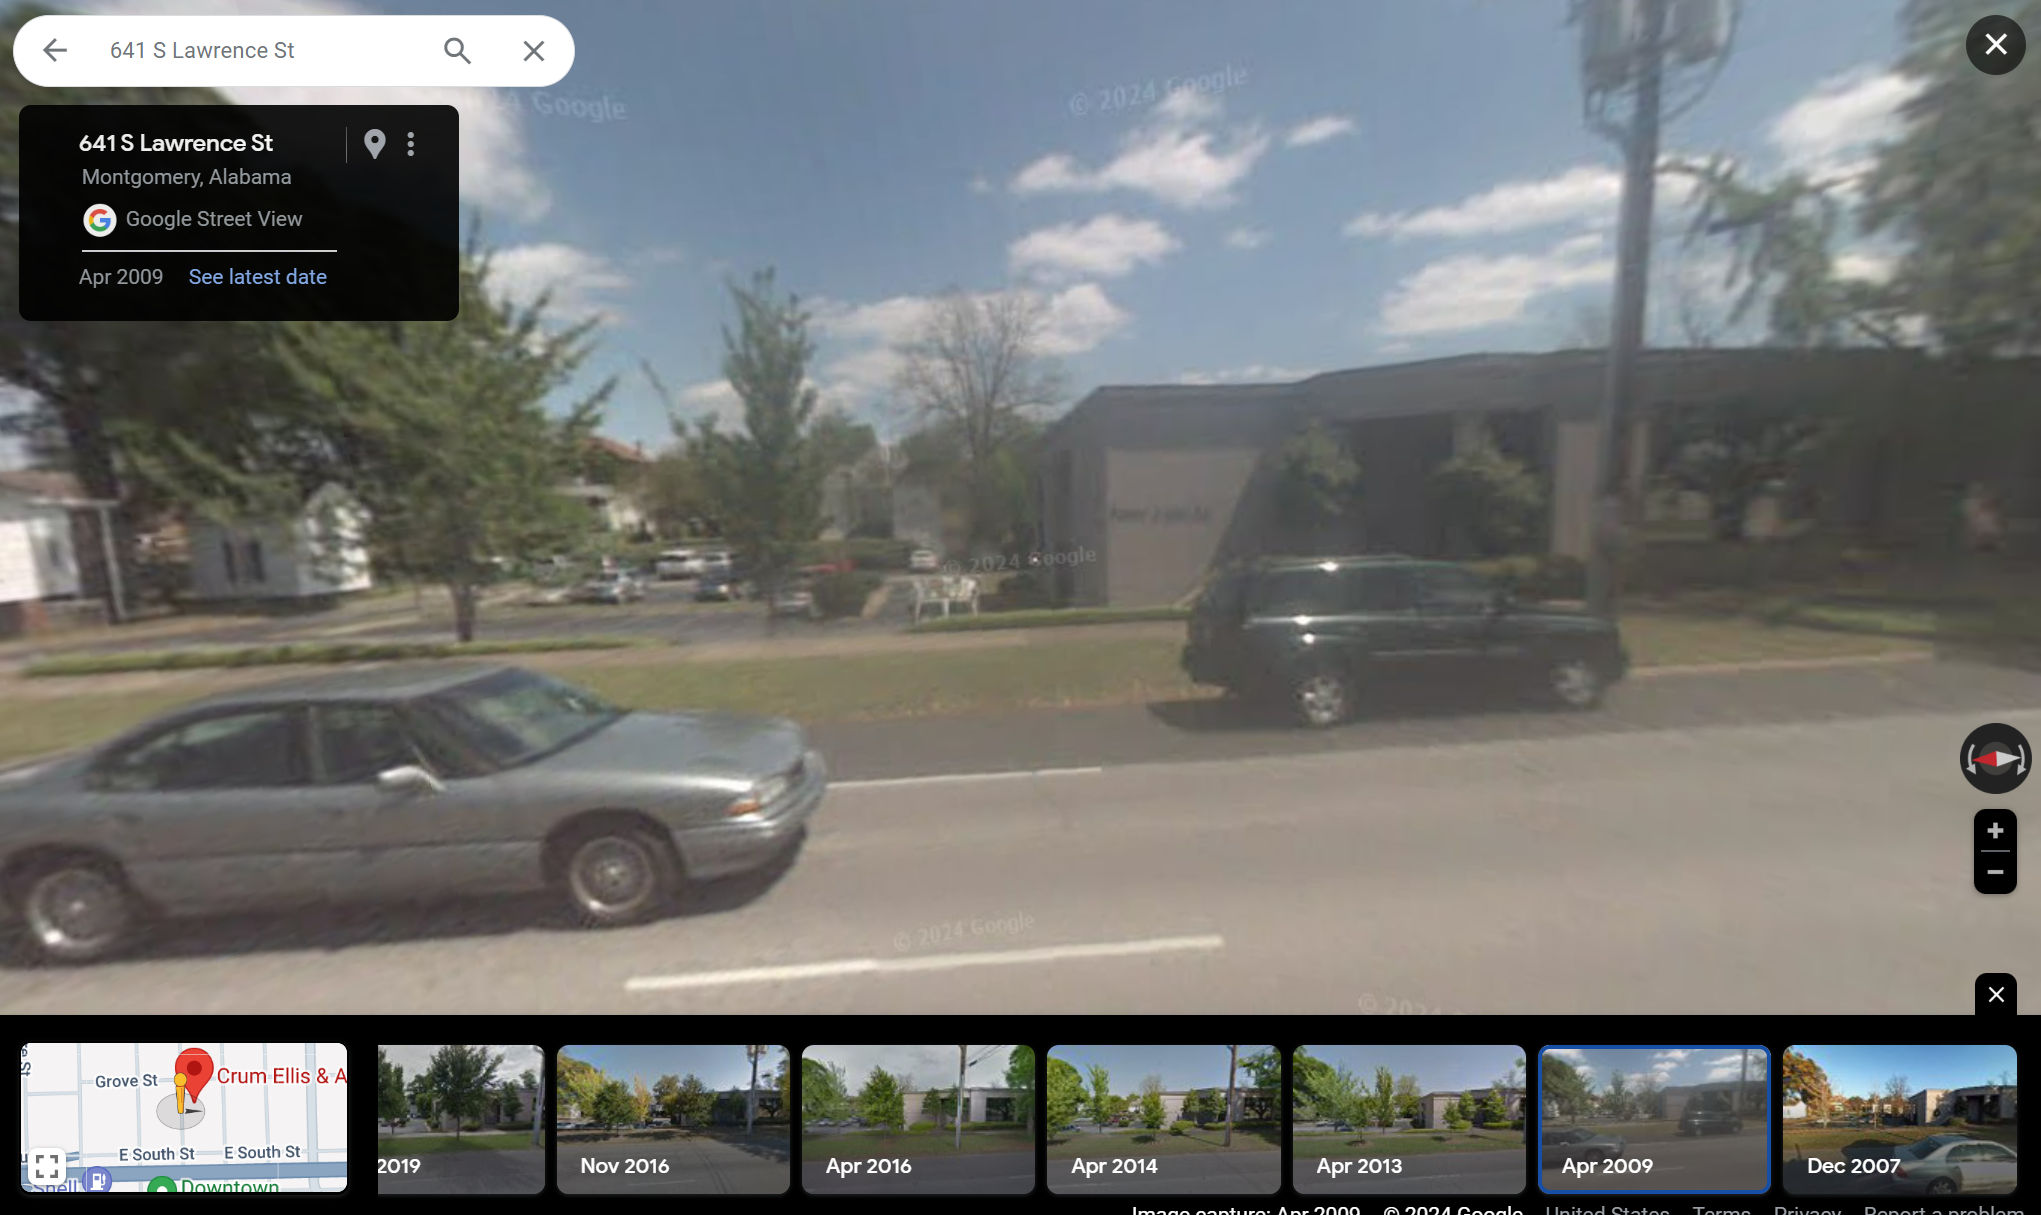 641 S Lawrence St
641 S Lawrence St
Montgomery, Alabama
Google Street View
Apr 2009 See latest date
Google
© 2024 Google
© 2024 Google
© 2024 Google
© 2024
Grove St
Crum Ellis & A
E South St
E South St
Shell
Downtown
2019
Nov 2016
Apr 2016
Apr 2014
Apr 2013
Apr 2009
Dec 2007
Image capture: Apr 2009 © 2024 Google United States Terms Privacy Report a problem